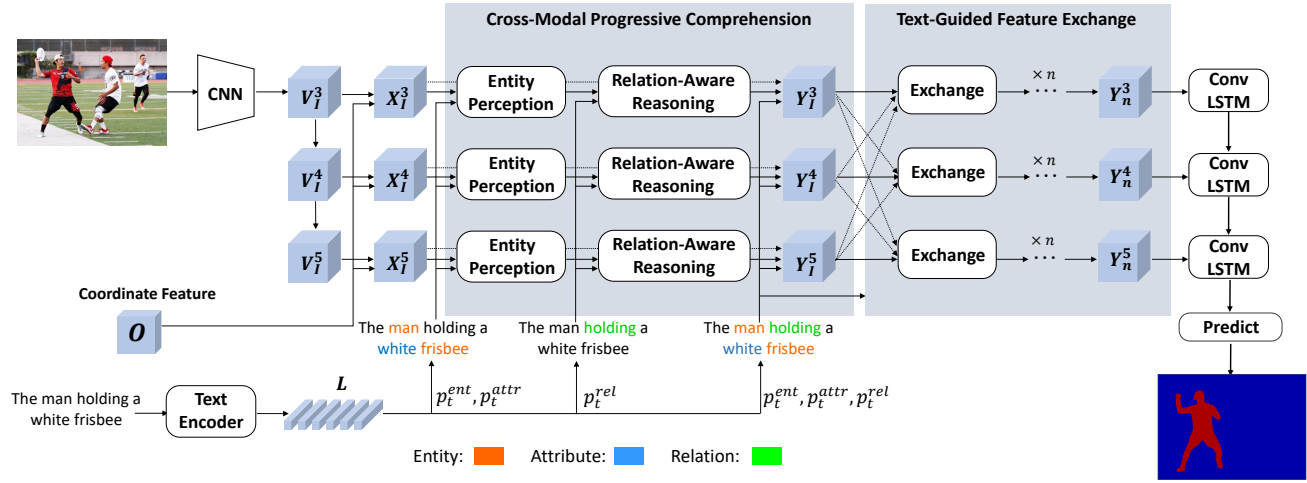 Cross-Modal Progressive Comprehension
Text-Guided Feature Exchange
CNN
V_I^3
X_I^3
Entity
Perception
Relation-Aware
Reasoning
Y_I^3
Exchange
× n
···
Y_n^3
Conv
LSTM
V_I^4
X_I^4
Entity
Perception
Relation-Aware
Reasoning
Y_I^4
Exchange
× n
···
Y_n^4
Conv
LSTM
V_I^5
X_I^5
Entity
Perception
Relation-Aware
Reasoning
Y_I^5
Exchange
× n
···
Y_n^5
Conv
LSTM
Coordinate Feature
O
The man holding a
white frisbee
The man holding a
white frisbee
The man holding a
white frisbee
Predict
The man holding a
white frisbee
Text
Encoder
L
p_t^{ent}, p_t^{attr}
p_t^{rel}
p_t^{ent}, p_t^{attr}, p_t^{rel}
Entity:
Attribute:
Relation: